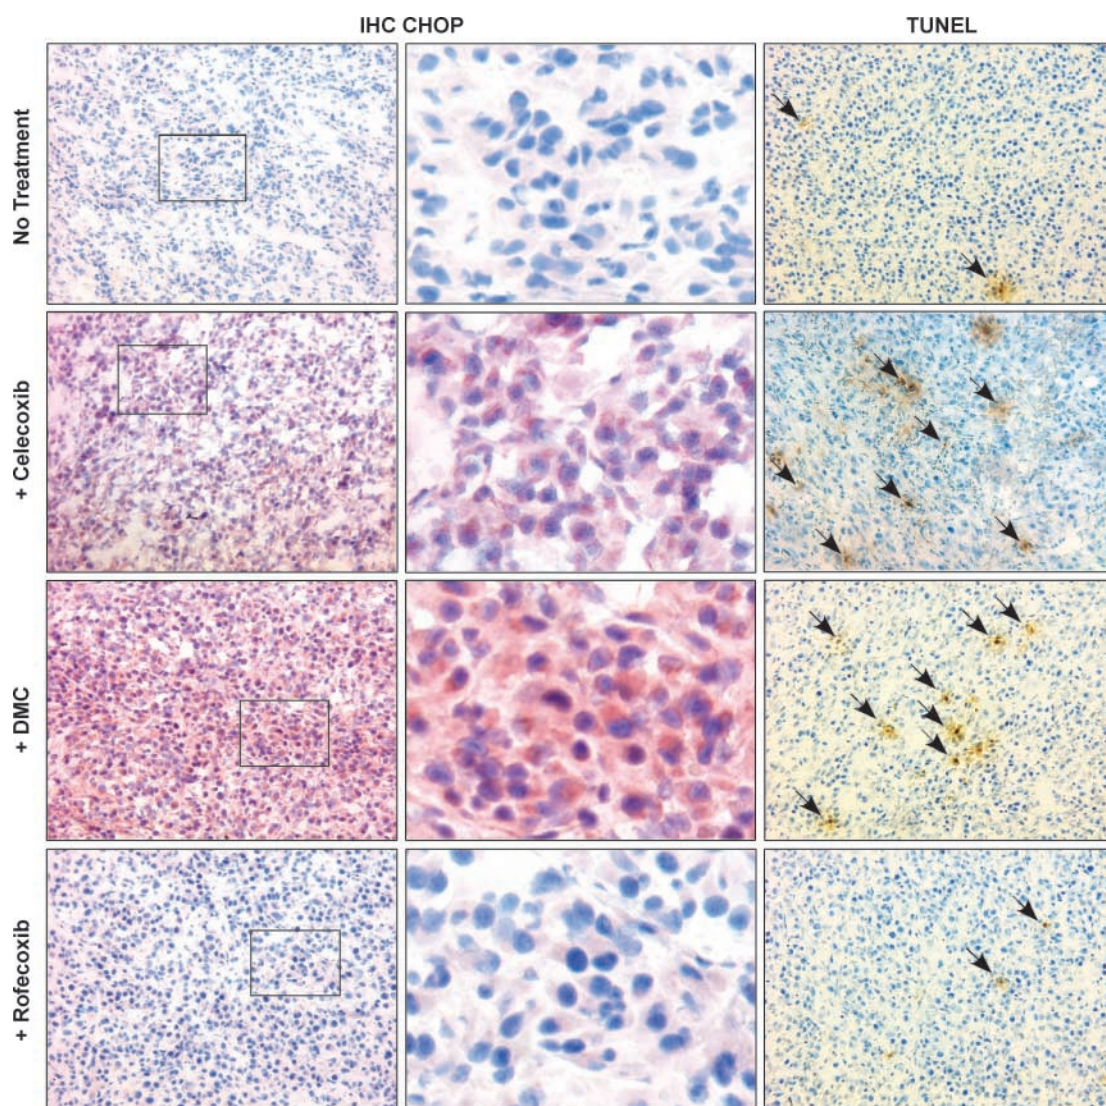 IHC CHOP
TUNEL
No Treatment
+ Celecoxib
+ DMC
+ Rofecoxib